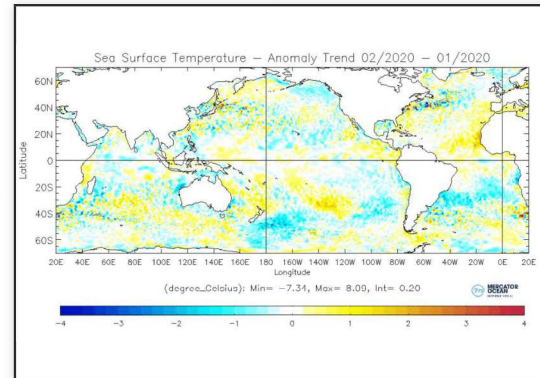 Sea Surface Temperature — Anomaly Trend 02/2020 — 01/2020
60N
40N
20N
0
20S
40S
60S
Latitude
20E 40E 60E 80E 100E 120E 140E 160E 180 160W 140W 120W 100W 80W 60W 40W 20W 0 20E
Longitude
(degree_Celsius): Min= −7.34, Max= 8.09, Int= 0.20
MERCATOR
OCEAN
−4 −3 −2 −1 0 1 2 3 4